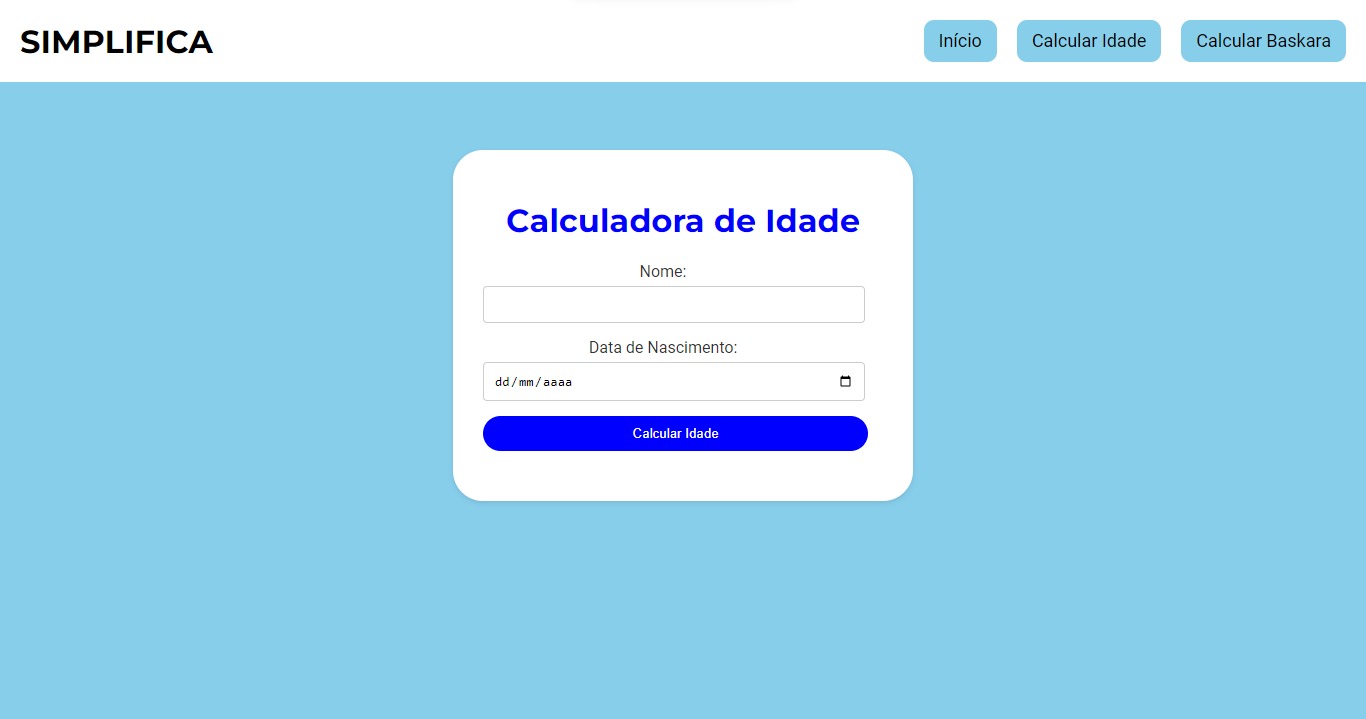 SIMPLIFICA
Início
Calcular Idade
Calcular Baskara
Calculadora de Idade
Nome:
Data de Nascimento:
dd/mm/aaaa
Calcular Idade